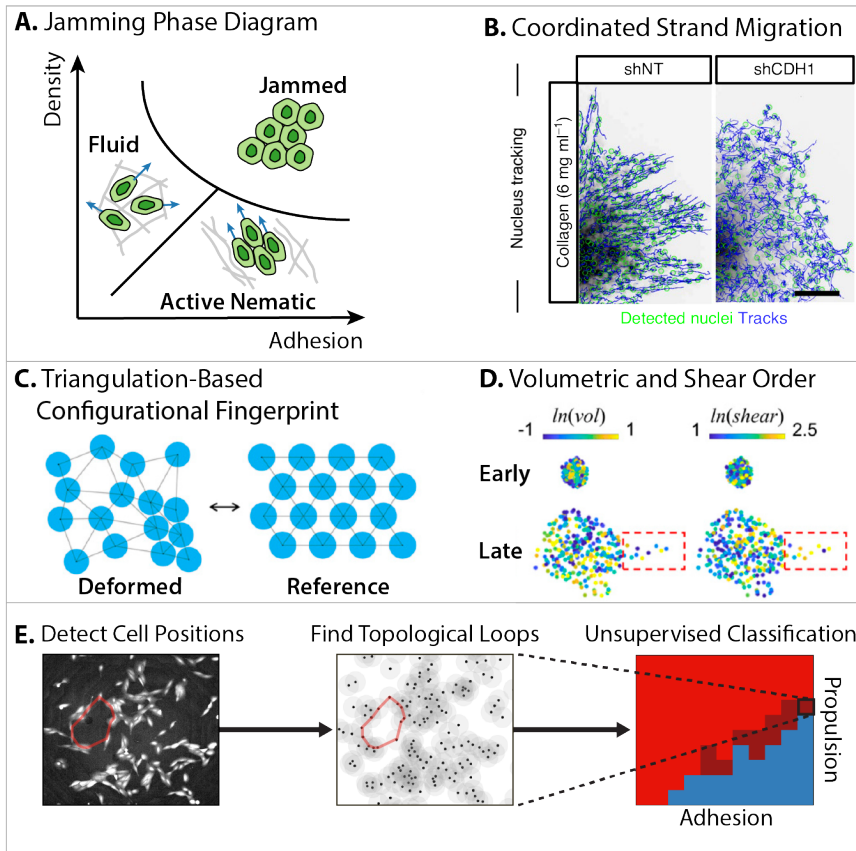 A. Jamming Phase Diagram
Density
Jammed
Fluid
Active Nematic
Adhesion
B. Coordinated Strand Migration
shNT
shCDH1
Nucleus tracking
Collagen (6 mg ml⁻¹)
Detected nuclei Tracks
C. Triangulation-Based
Configurational Fingerprint
Deformed
Reference
D. Volumetric and Shear Order
ln(vol)
ln(shear)
-1
1
1
2.5
Early
Late
E. Detect Cell Positions
Find Topological Loops
Unsupervised Classification
Propulsion
Adhesion